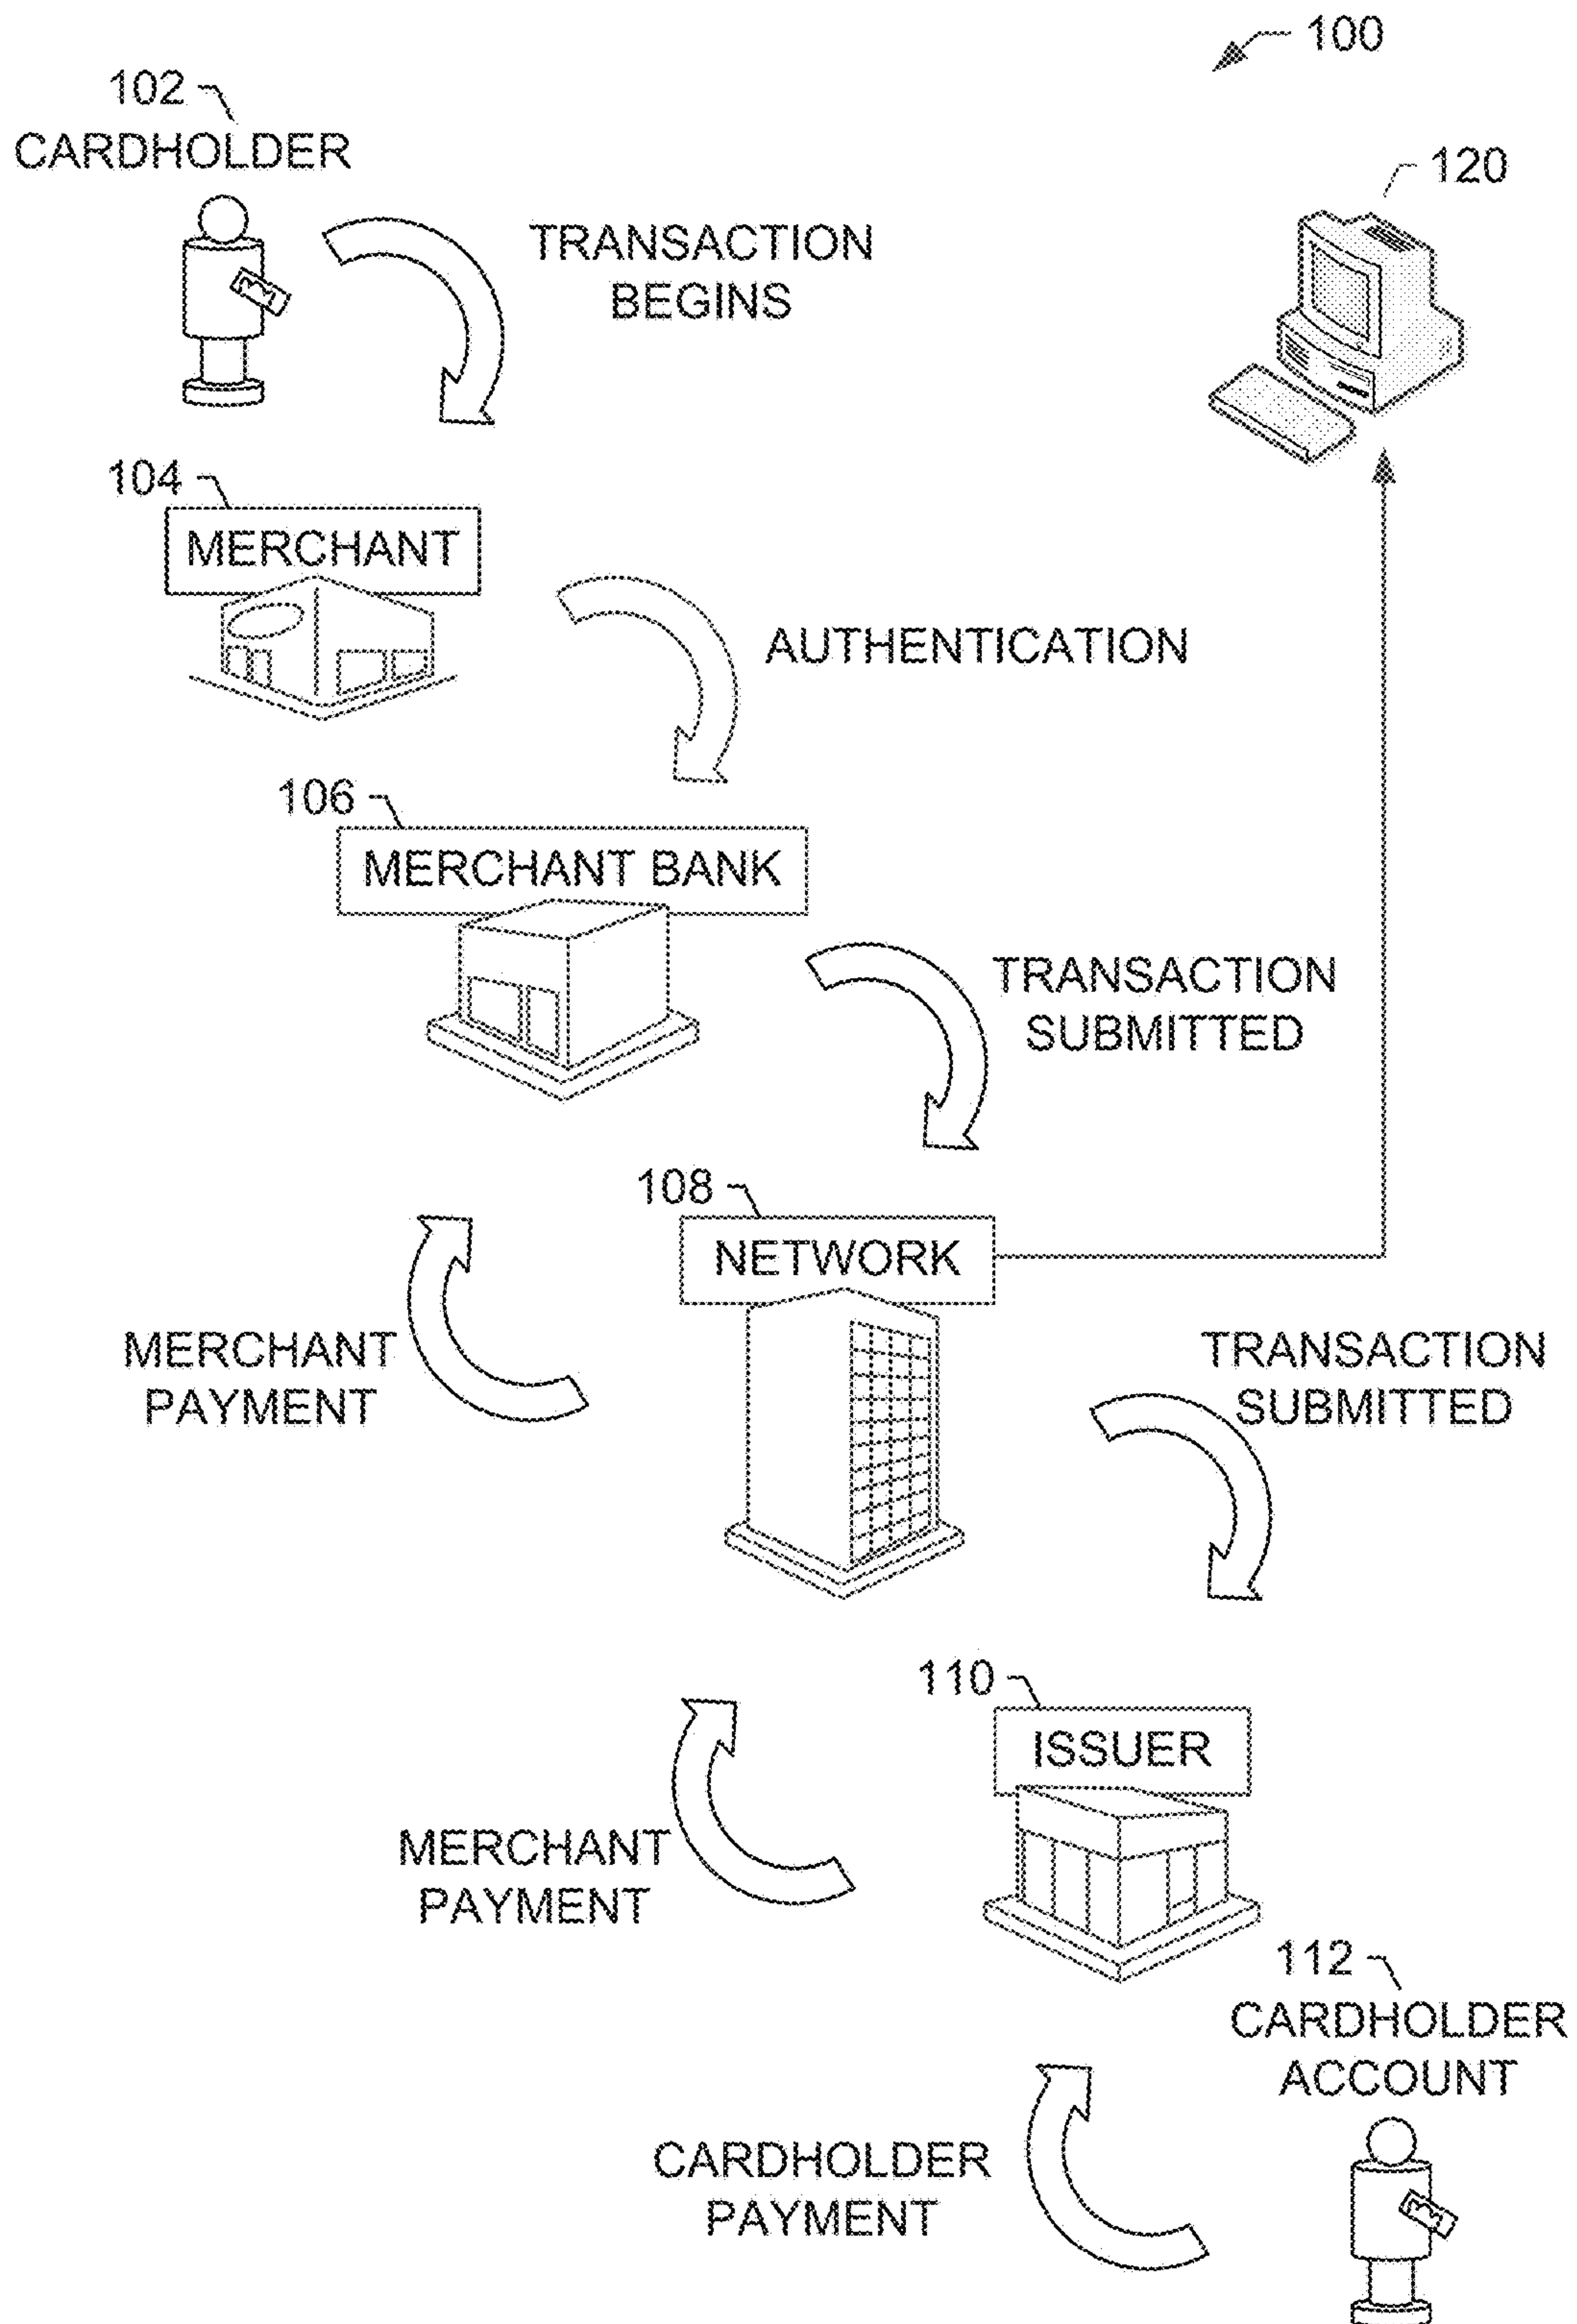 100
102
CARDHOLDER
120
TRANSACTION
BEGINS
104
MERCHANT
AUTHENTICATION
106
MERCHANT BANK
TRANSACTION
SUBMITTED
108
NETWORK
MERCHANT
PAYMENT
TRANSACTION
SUBMITTED
110
ISSUER
MERCHANT
PAYMENT
112
CARDHOLDER
ACCOUNT
CARDHOLDER
PAYMENT